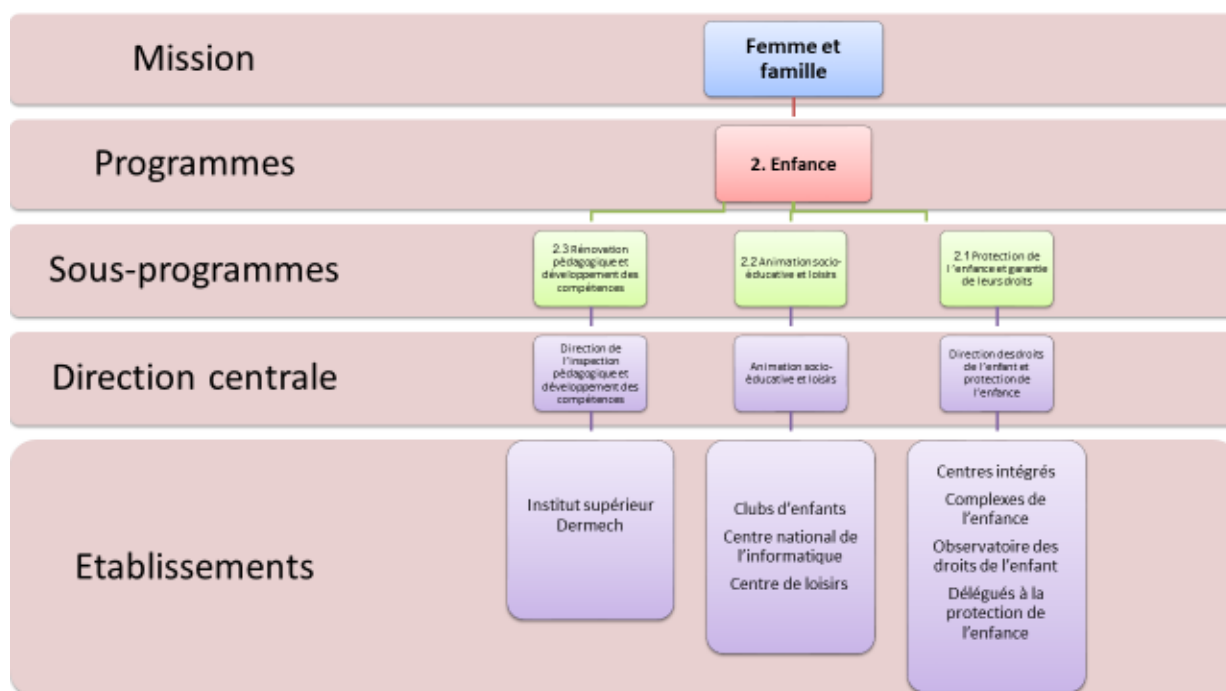 Mission
Femme et
famille
Programmes
2. Enfance
Sous-programmes
2.3 Rénovation
pédagogique et
développement des
compétences
2.2 Animation socio-
éducative et loisirs
2.1 Protection de
l'enfance et garantie
de leurs droits
Direction centrale
Direction de
l'inspection
pédagogique et
développement des
compétences
Animation socio-
éducative et loisirs
Direction des droits
de l'enfant et
protection de
l'enfance
Etablissements
Institut supérieur
Dermech
Clubs d'enfants
Centre national de
l'informatique
Centre de loisirs
Centres intégrés
Complexes de
l'enfance
Observatoire des
droits de l'enfant
Délégués à la
protection de
l'enfance